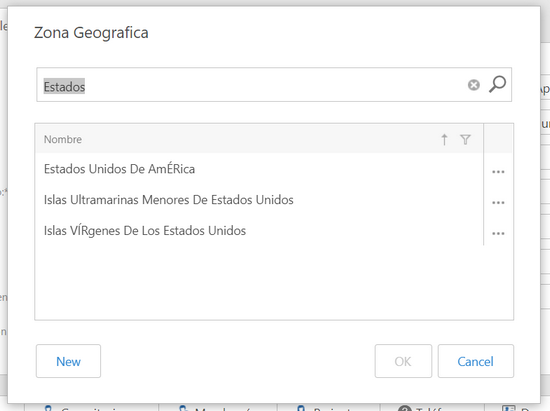 Zona Geografica
Estados
Nombre
Estados Unidos De AmÉRica
Islas Ultramarinas Menores De Estados Unidos
Islas VÍRgenes De Los Estados Unidos
New
OK
Cancel